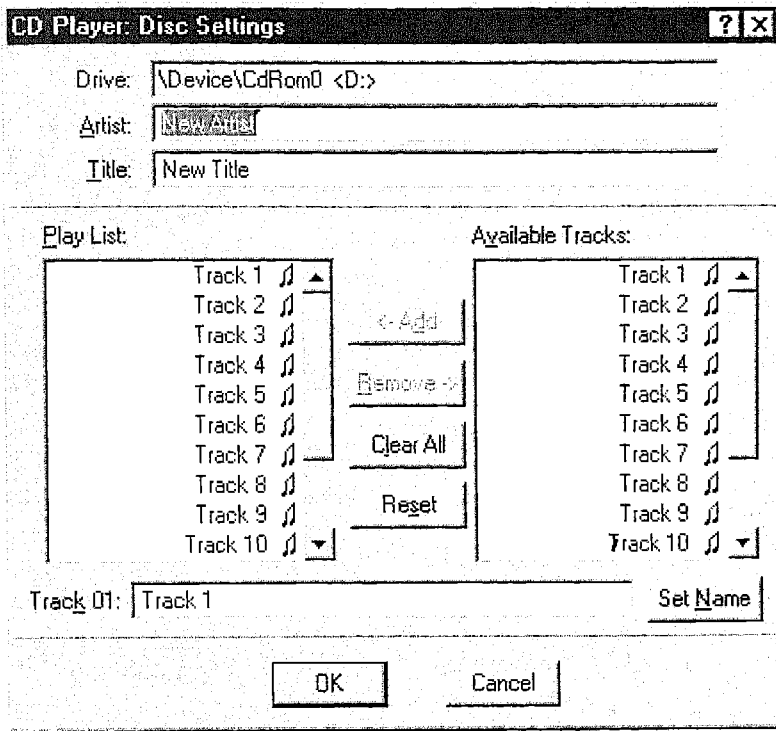 CD Player: Disc Settings
Drive: \Device\CdRom0 <D:>
Artist: New Artist
Title: New Title
Play List:
Available Tracks:
Track 1
Track 2
Track 3
Track 4
Track 5
Track 6
Track 7
Track 8
Track 9
Track 10
<- Add
Remove ->
Clear All
Reset
Track 1
Track 2
Track 3
Track 4
Track 5
Track 6
Track 7
Track 8
Track 9
Track 10
Track 01: Track 1
Set Name
OK
Cancel